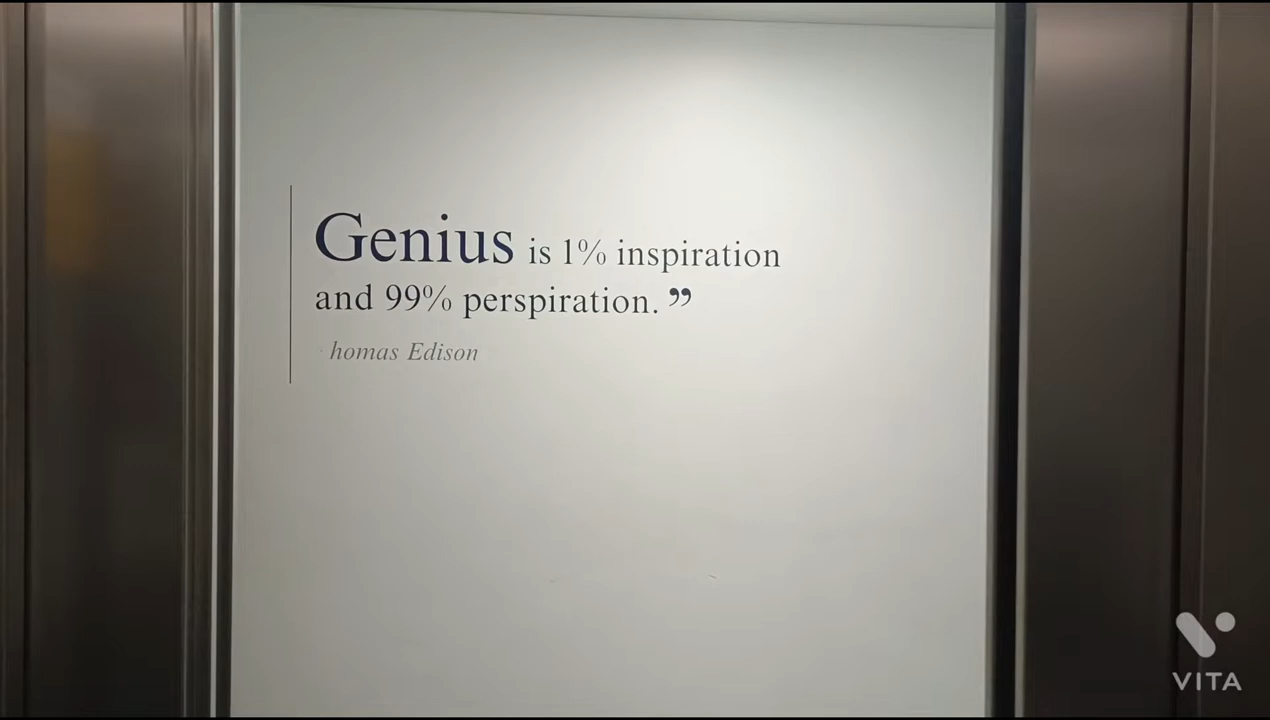 Genius is 1% inspiration
and 99% perspiration. ”
homas Edison
VITA